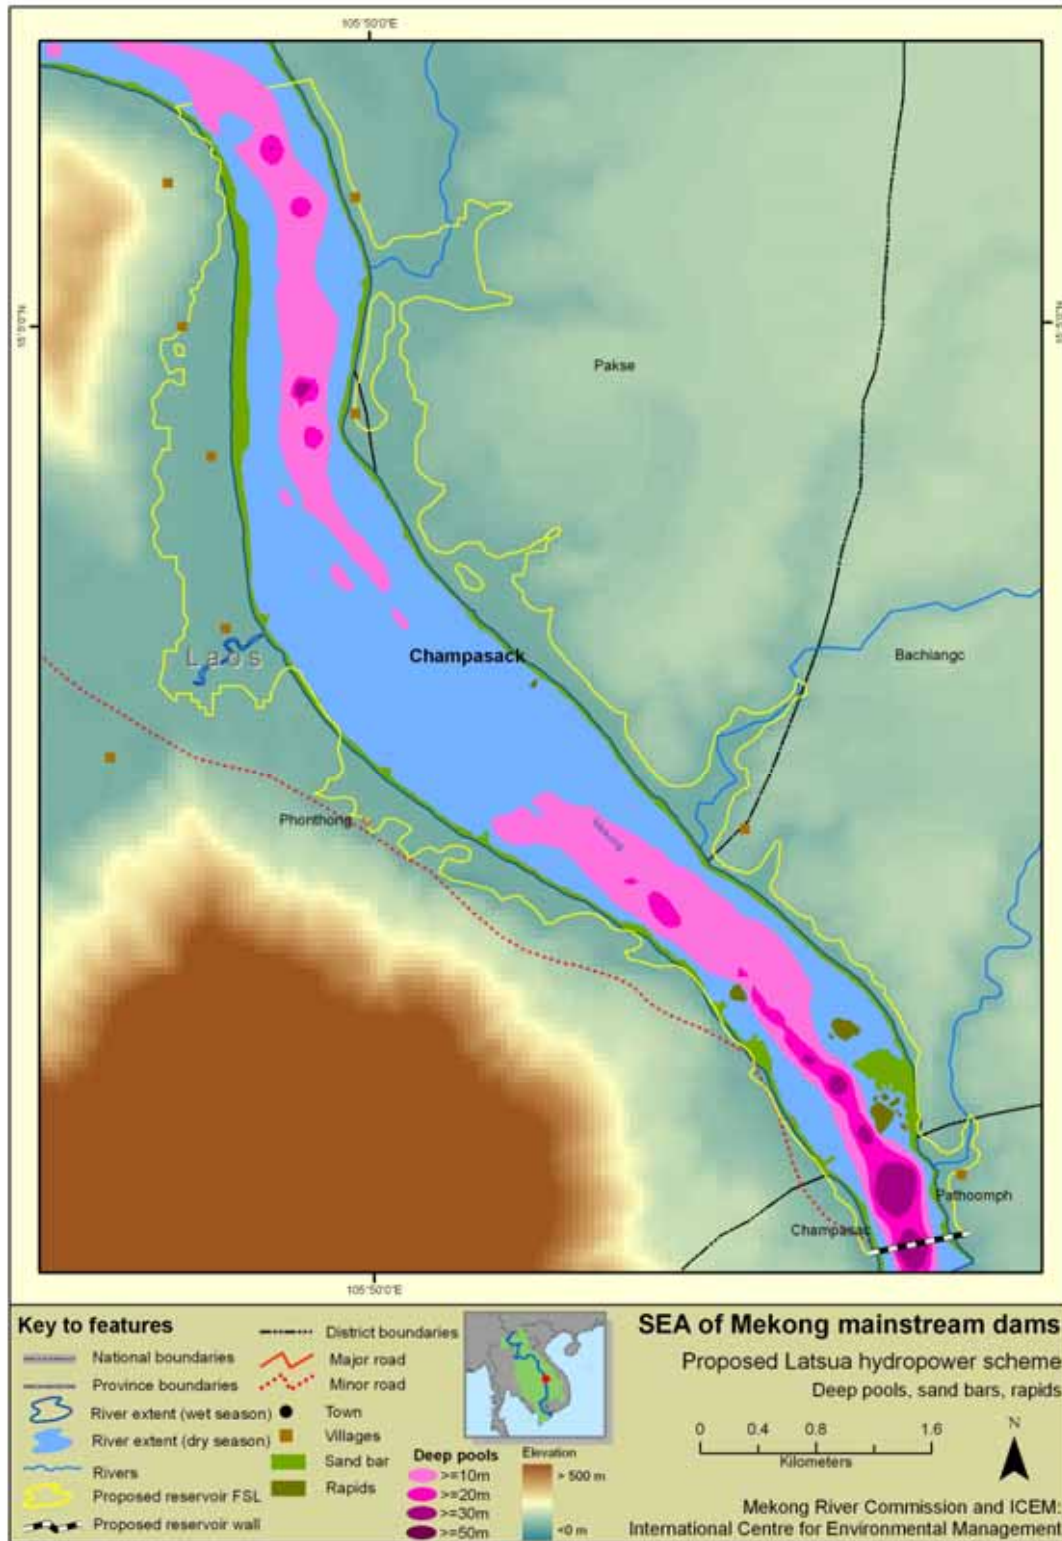 105°50'0"E
15°5'0"N
15°5'0"N
Pakse
Champasack
Bachiangc
Laos
Phonthong
Mekong
Pathoomph
Champasac
105°50'0"E
Key to features
National boundaries
Province boundaries
River extent (wet season)
River extent (dry season)
Rivers
Proposed reservoir FSL
Proposed reservoir wall
District boundaries
Major road
Minor road
Town
Villages
Sand bar
Rapids
Deep pools
>=10m
>=20m
>=30m
>=50m
Elevation
> 500 m
<0 m
SEA of Mekong mainstream dams
Proposed Latsua hydropower scheme
Deep pools, sand bars, rapids
0 0.4 0.8 1.6
Kilometers
N
Mekong River Commission and ICEM:
International Centre for Environmental Management